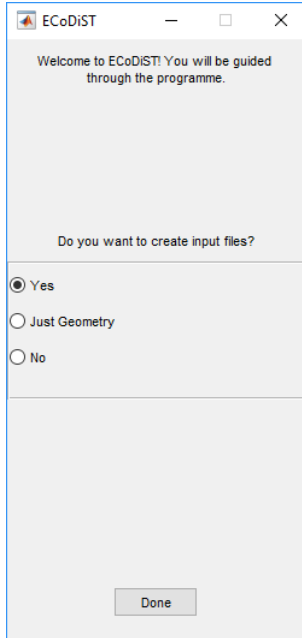 ECoDiST
Welcome to ECoDiST! You will be guided
through the programme.
Do you want to create input files?
Yes
Just Geometry
No
Done